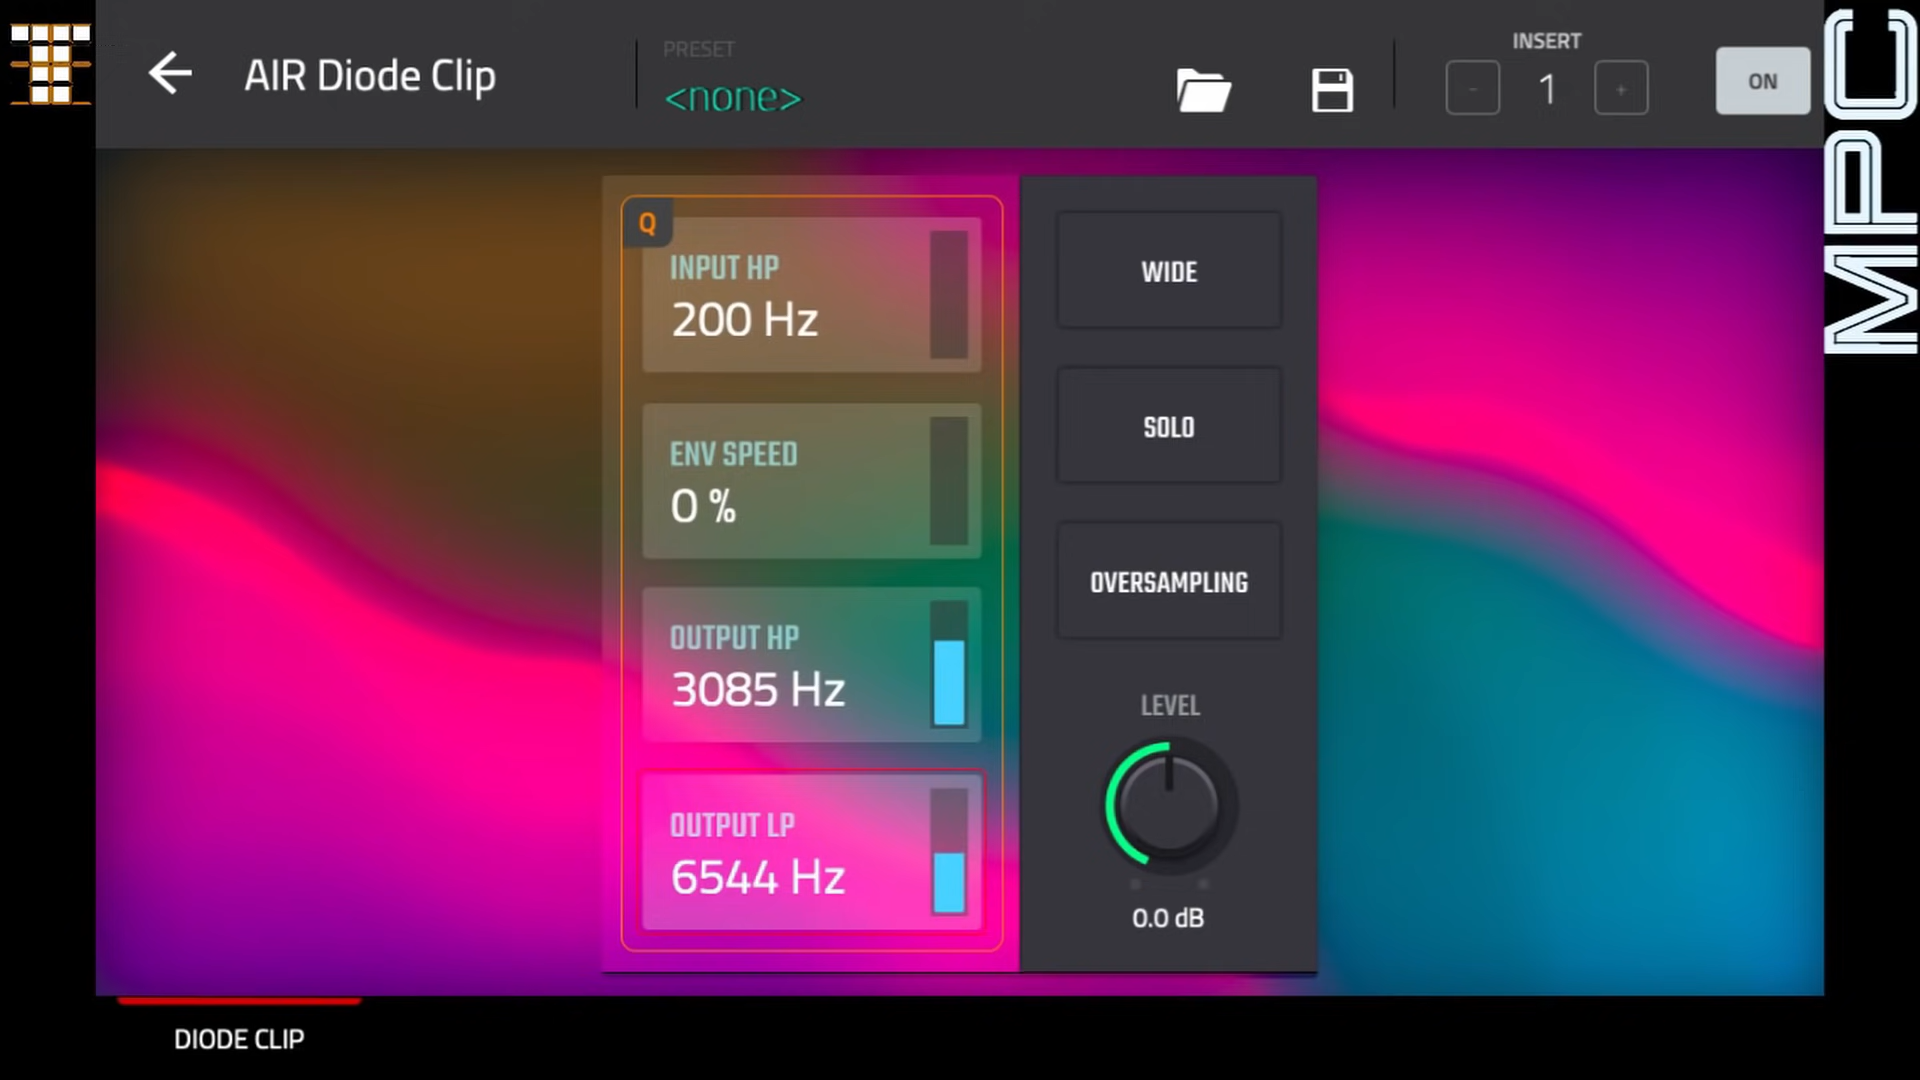 AIR Diode Clip
PRESET
<none>
INSERT
- 1 +
ON
MPC
Q
INPUT HP
200 Hz
ENV SPEED
0 %
OUTPUT HP
3085 Hz
OUTPUT LP
6544 Hz
WIDE
SOLO
OVERSAMPLING
LEVEL
0.0 dB
DIODE CLIP